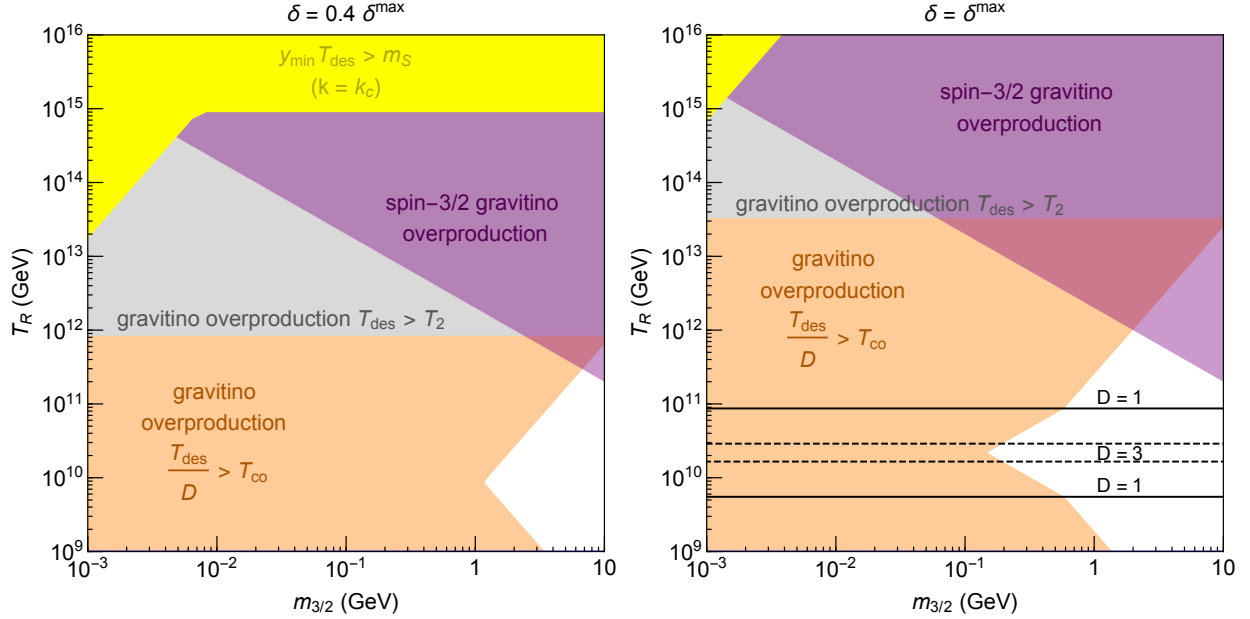 δ = 0.4 δ^max
10^16
10^15
10^14
10^13
10^12
10^11
10^10
10^9
T_R (GeV)
y_min T_des > m_S
(k = k_c)
spin−3/2 gravitino
overproduction
gravitino overproduction T_des > T_2
gravitino
overproduction
T_des / D > T_co
10^−3
10^−2
10^−1
1
10
m_3/2 (GeV)
δ = δ^max
10^16
10^15
10^14
10^13
10^12
10^11
10^10
10^9
T_R (GeV)
spin−3/2 gravitino
overproduction
gravitino overproduction T_des > T_2
gravitino
overproduction
T_des / D > T_co
D = 1
D = 3
D = 1
10^−3
10^−2
10^−1
1
10
m_3/2 (GeV)